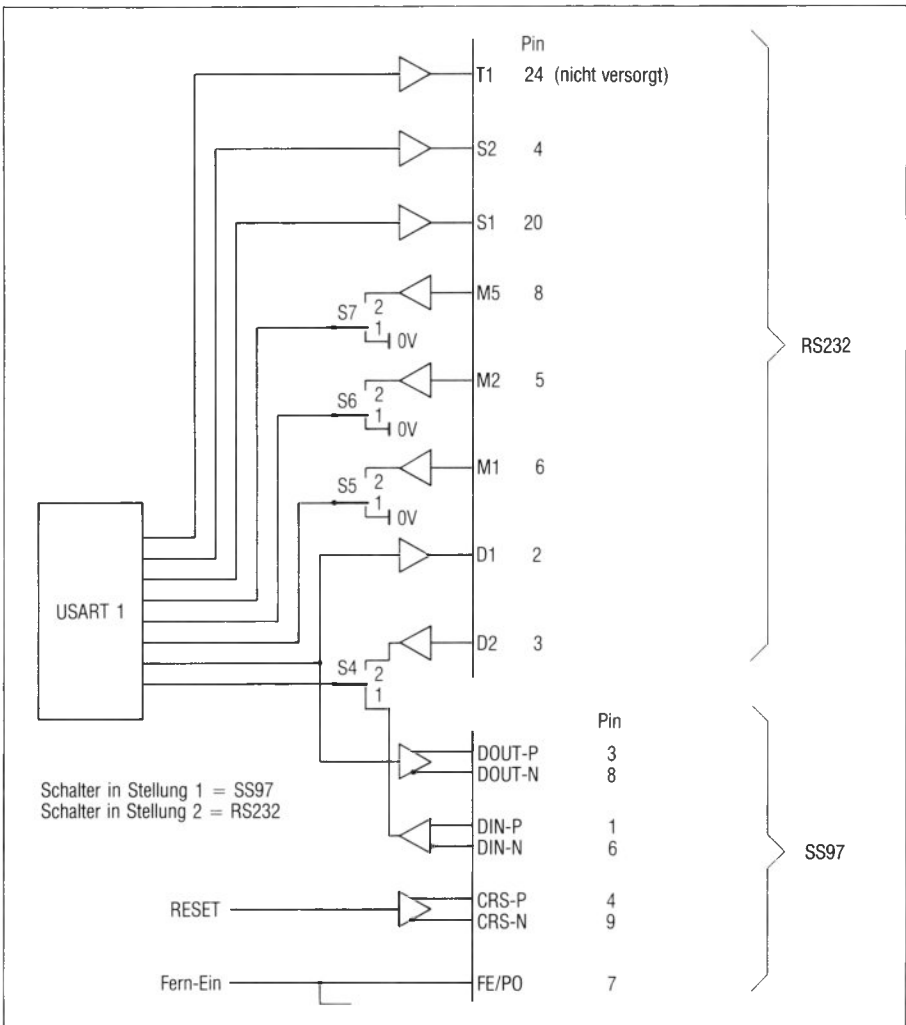 Pin
T1 24 (nicht versorgt)
S2 4
S1 20
M5 8
S7 2
1
0V
RS232
M2 5
S6 2
1
0V
M1 6
S5 2
1
0V
D1 2
USART 1
D2 3
S4 2
1
Pin
DOUT-P 3
DOUT-N 8
Schalter in Stellung 1 = SS97
Schalter in Stellung 2 = RS232
DIN-P 1
DIN-N 6
SS97
RESET
CRS-P 4
CRS-N 9
Fern-Ein
FE/PO 7